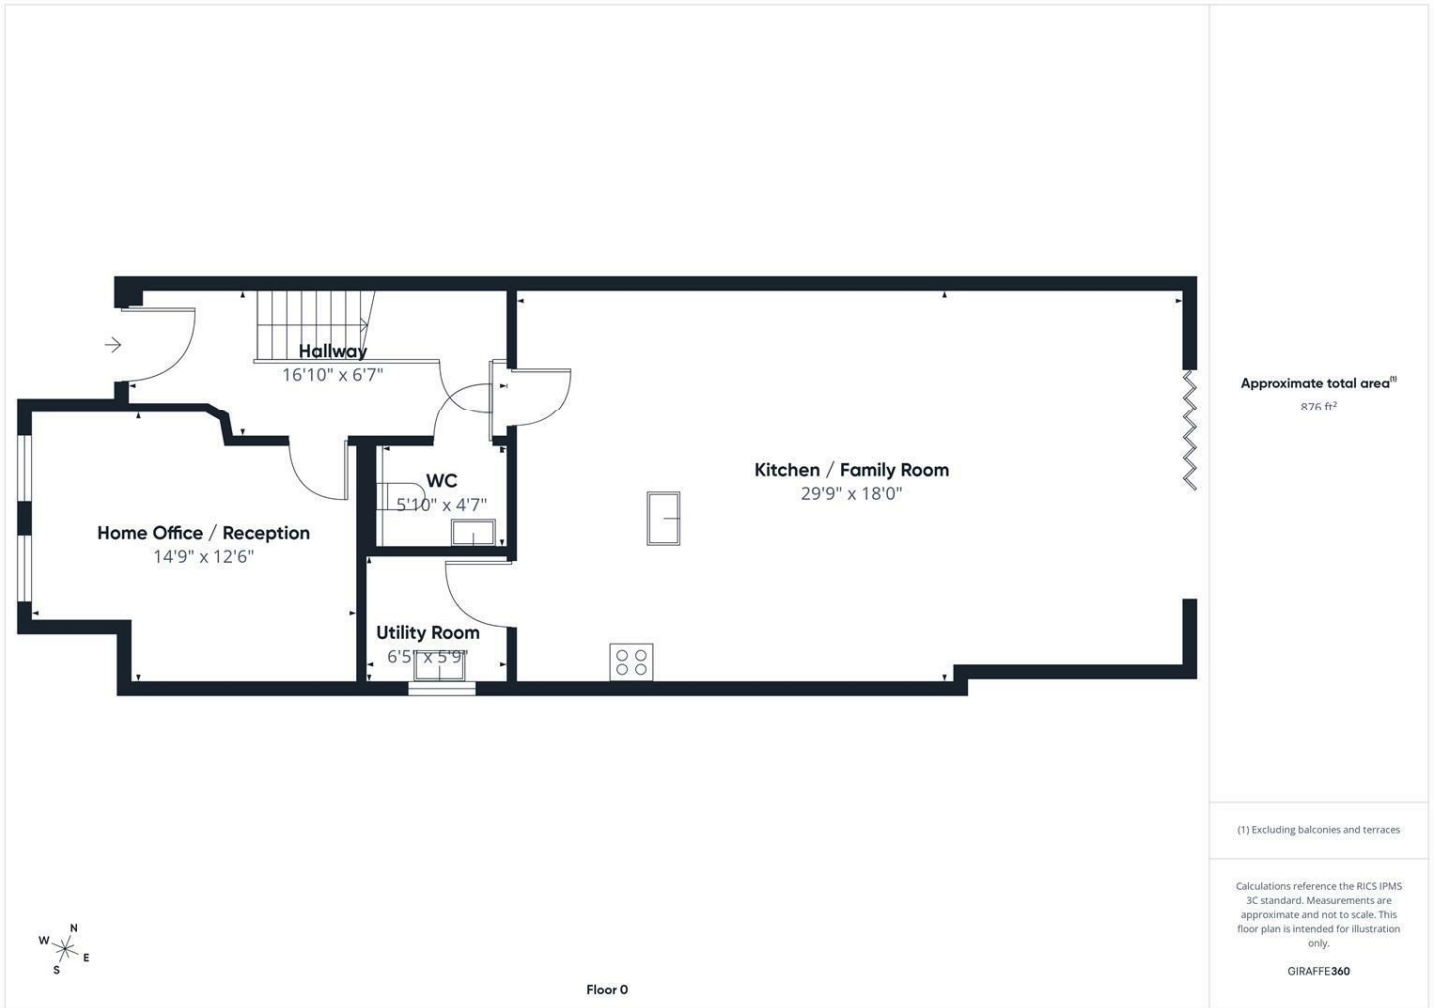 Hallway
16'10" x 6'7"
WC
5'10" x 4'7"
Home Office / Reception
14'9" x 12'6"
Utility Room
6'5" x 5'9"
Kitchen / Family Room
29'9" x 18'0"
N
W
E
S
Floor 0
Approximate total area(1)
876 ft²
(1) Excluding balconies and terraces
Calculations reference the RICS IPMS
3C standard. Measurements are
approximate and not to scale. This
floor plan is intended for illustration
only.
GIRAFFE360